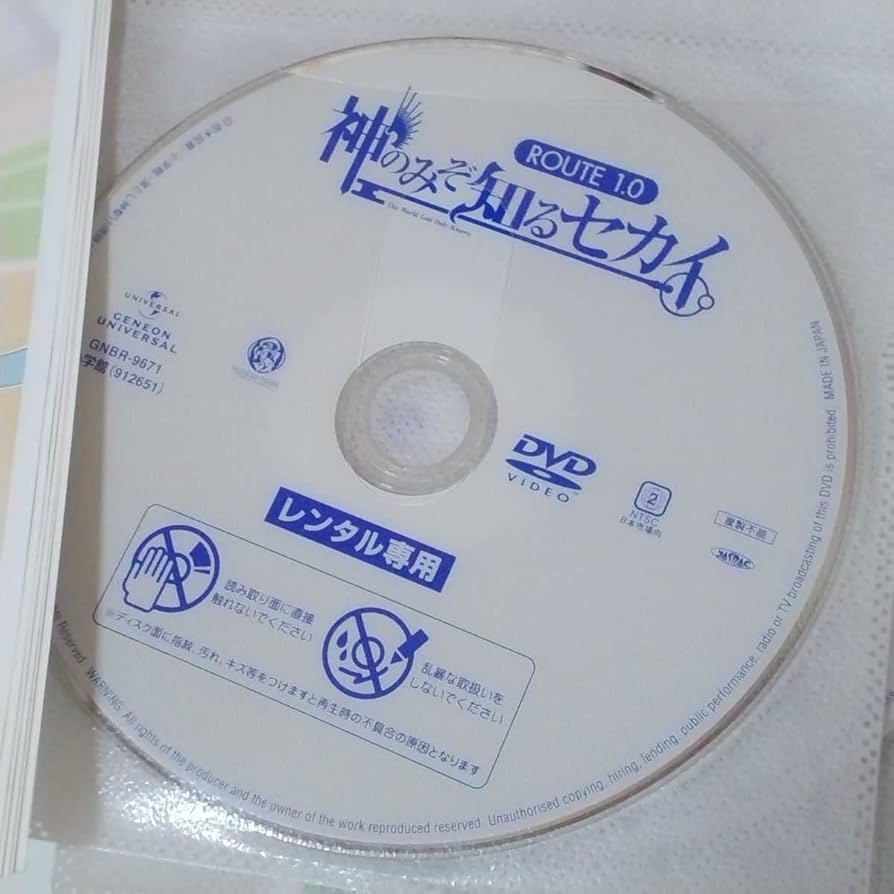 ROUTE 1.0
神のみぞ知るセカイ
The World God Only Knows
UNIVERSAL
GENEON
UNIVERSAL
GNBR-9671
学館 (912651)
DVD
VIDEO
2
NTSC
日本市場向
複製不能
JASRAC
レンタル専用
読み取り面に直接
触れないでください
乱暴な取扱いを
しないでください
※ディスク面に指紋、汚れ、キズ等をつけますと再生時の不具合の原因となります
Reserved. WARNING: All rights of the producer and the owner of the work reproduced reserved. Unauthorised copying, hiring, lending, public performance, radio or TV broadcasting of this DVD is prohibited. MADE IN JAPAN